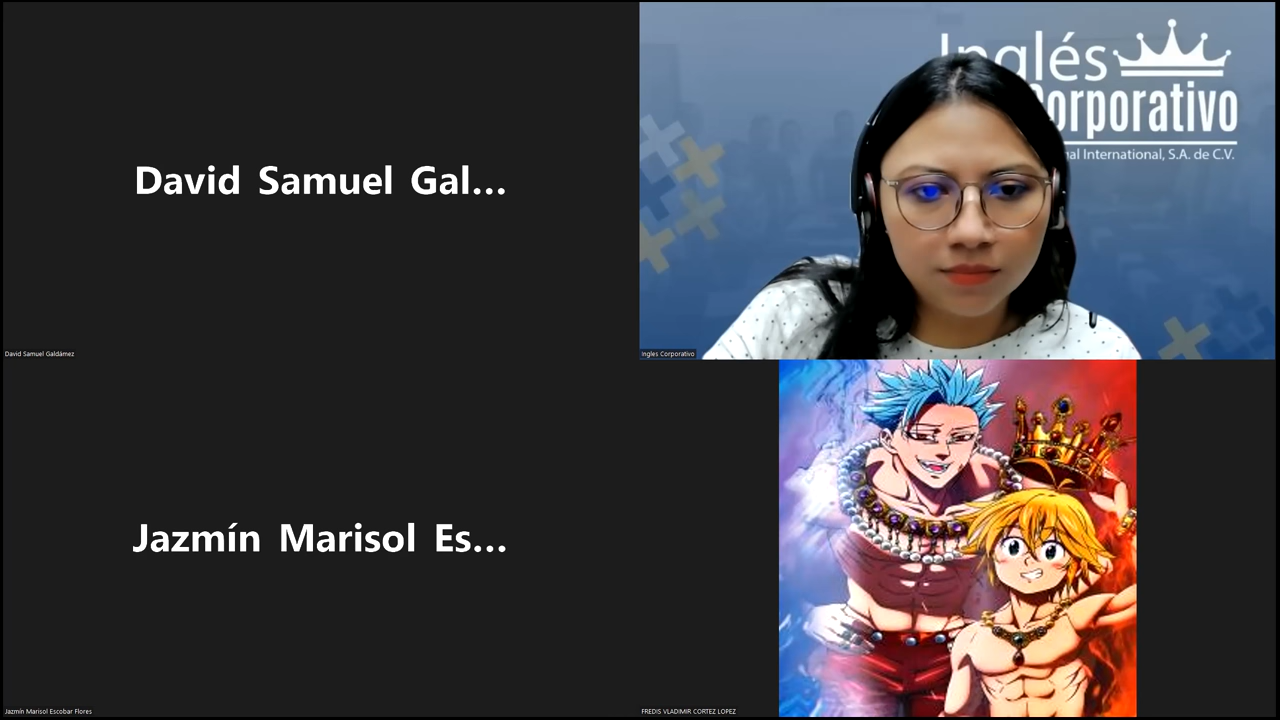 David Samuel Gal...
David Samuel Galdámez
Inglés
Corporativo
gal International, S.A. de C.V.
Ingles Corporativo
Jazmín Marisol Es...
Jazmín Marisol Escobar Flores
FREDIS VLADIMIR CORTEZ LOPEZ